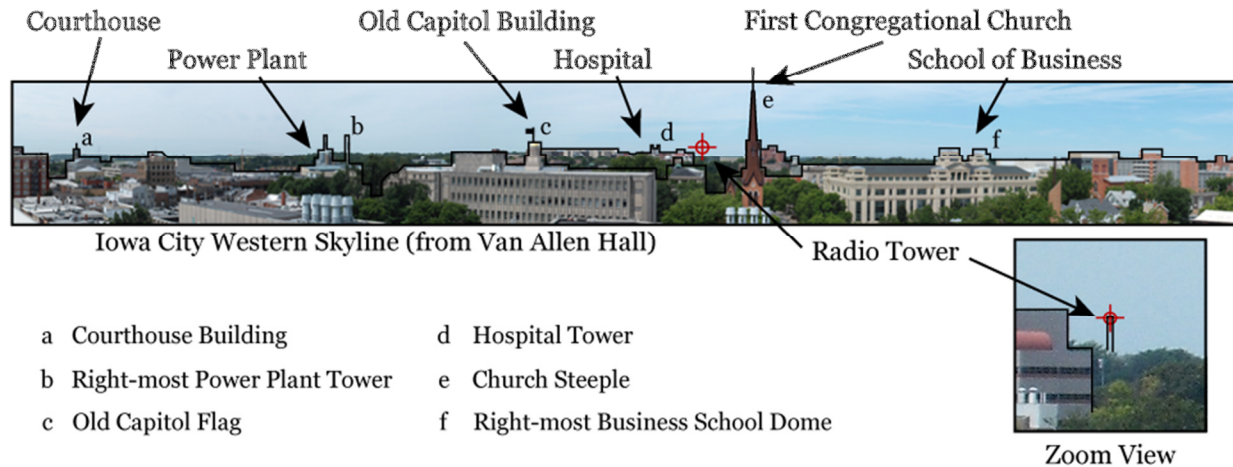 Courthouse
Old Capitol Building
First Congregational Church
Power Plant
Hospital
School of Business
a
b
c
d
e
f
Iowa City Western Skyline (from Van Allen Hall)
Radio Tower
a Courthouse Building
b Right-most Power Plant Tower
c Old Capitol Flag
d Hospital Tower
e Church Steeple
f Right-most Business School Dome
Zoom View